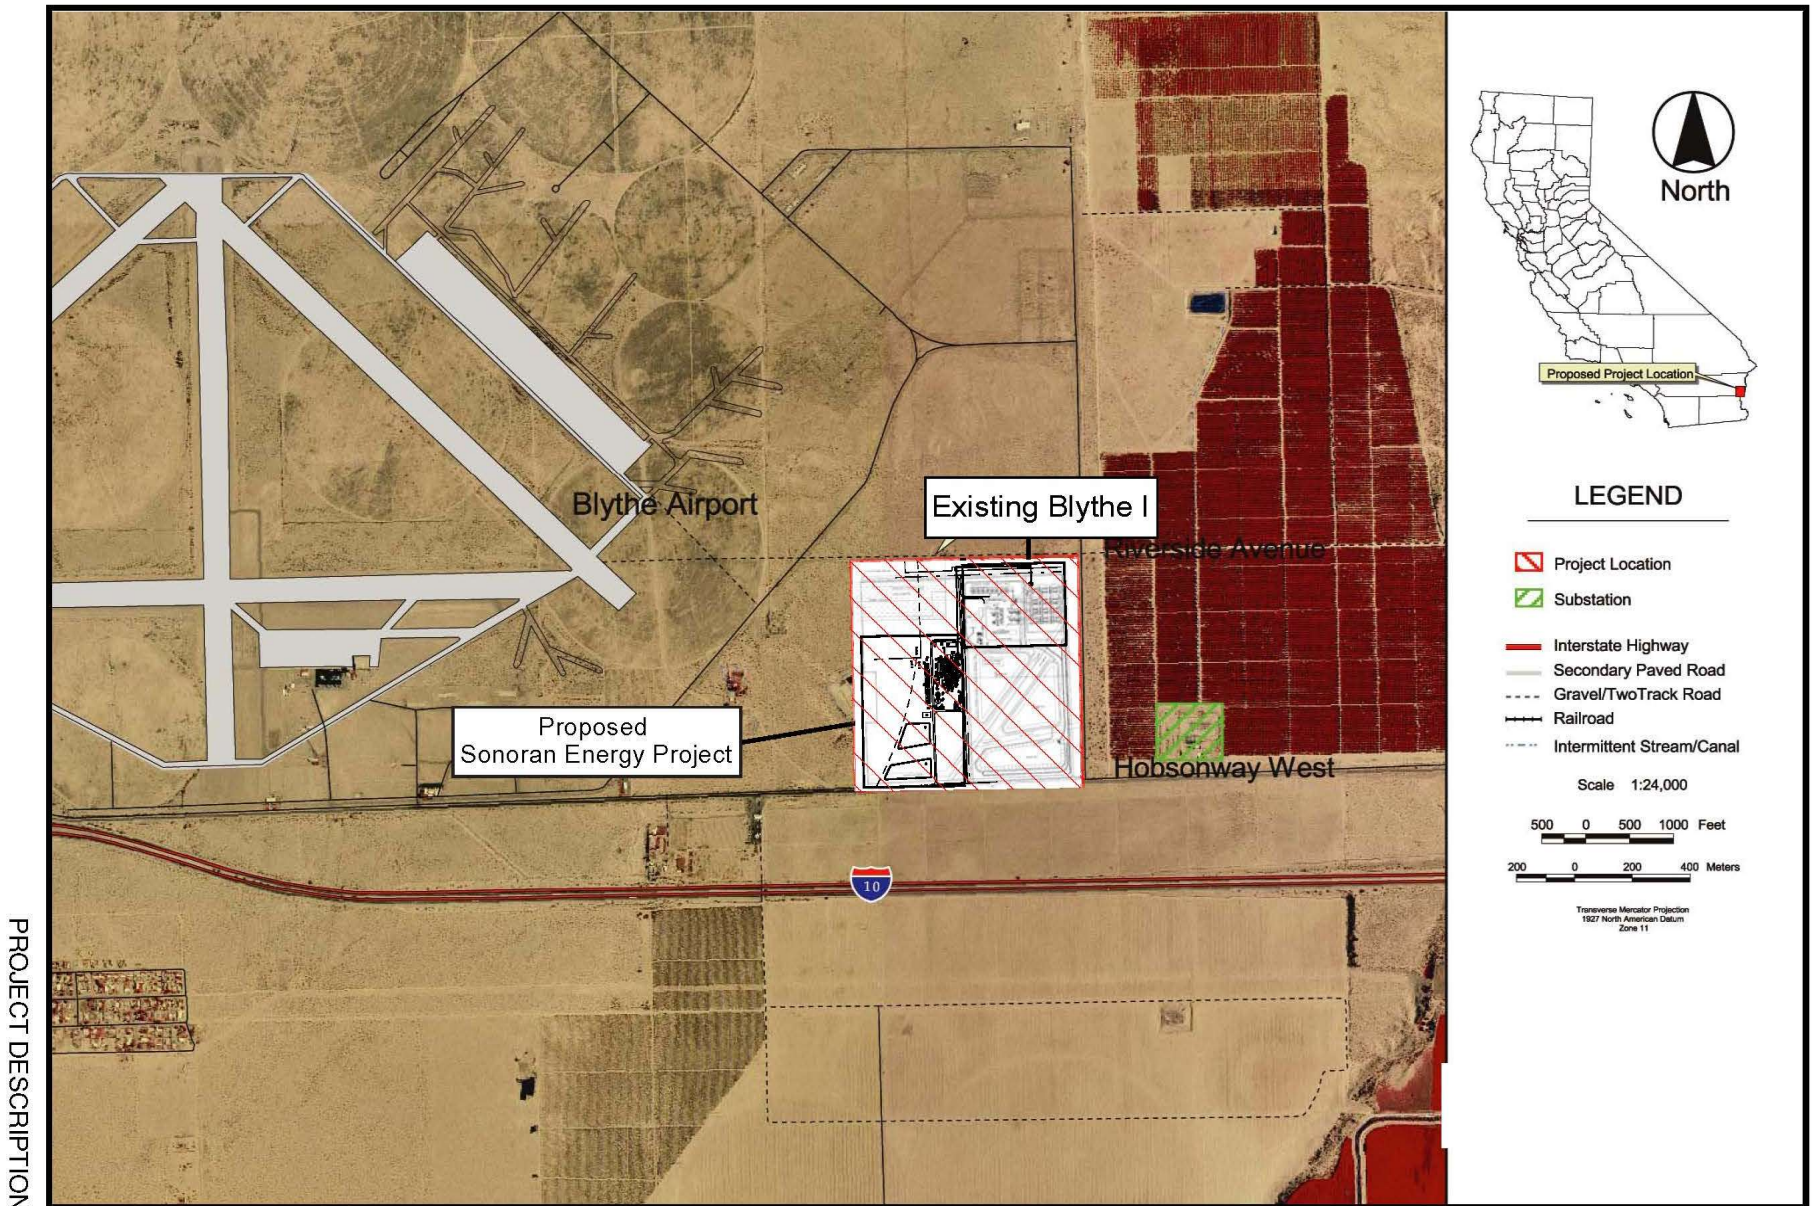 Blythe Airport
Existing Blythe I
Riverside Avenue
Proposed
Sonoran Energy Project
Hobsonway West
10
PROJECT DESCRIPTION
North
Proposed Project Location
LEGEND
Project Location
Substation
Interstate Highway
Secondary Paved Road
Gravel/TwoTrack Road
Railroad
Intermittent Stream/Canal
Scale 1:24,000
500 0 500 1000 Feet
200 0 200 400 Meters
Transverse Mercator Projection
1927 North American Datum
Zone 11